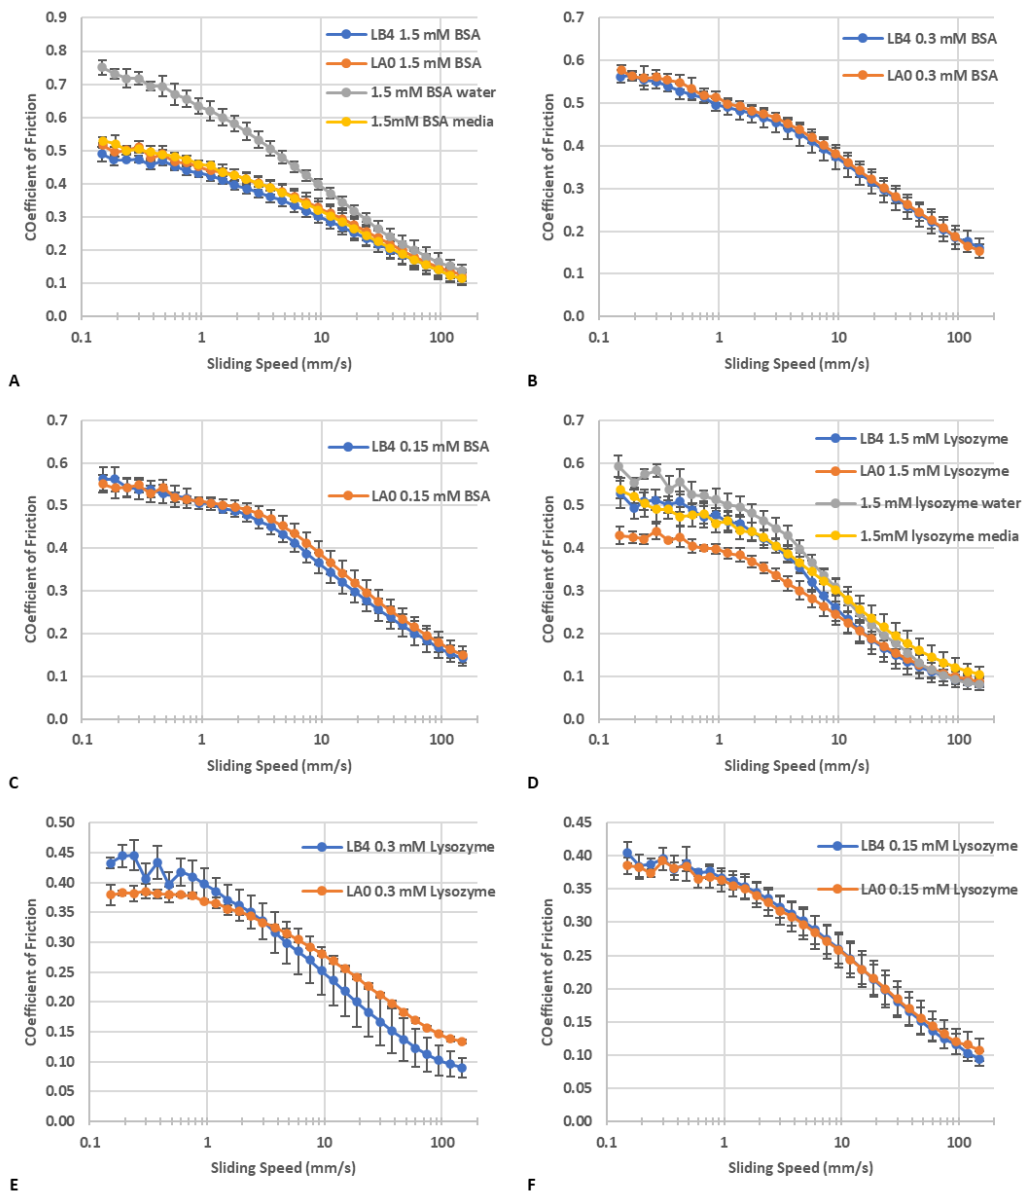 0.9
0.8
0.7
0.6
0.5
0.4
0.3
0.2
0.1
0.0
COefficient of Friction
LB4 1.5 mM BSA
LA0 1.5 mM BSA
1.5 mM BSA water
1.5mM BSA media
0.1 1 10 100
Sliding Speed (mm/s)
A
0.7
0.6
0.5
0.4
0.3
0.2
0.1
0.0
COefficient of Friction
LB4 0.3 mM BSA
LA0 0.3 mM BSA
0.1 1 10 100
Sliding Speed (mm/s)
B
0.7
0.6
0.5
0.4
0.3
0.2
0.1
0.0
COefficient of Friction
LB4 0.15 mM BSA
LA0 0.15 mM BSA
0.1 1 10 100
Sliding Speed (mm/s)
C
0.7
0.6
0.5
0.4
0.3
0.2
0.1
0.0
COefficient of Friction
LB4 1.5 mM Lysozyme
LA0 1.5 mM Lysozyme
1.5 mM lysozyme water
1.5mM lysozyme media
0.1 1 10 100
Sliding Speed (mm/s)
D
0.50
0.45
0.40
0.35
0.30
0.25
0.20
0.15
0.10
0.05
0.00
COefficient of Friction
LB4 0.3 mM Lysozyme
LA0 0.3 mM Lysozyme
0.1 1 10 100
Sliding Speed (mm/s)
E
0.45
0.40
0.35
0.30
0.25
0.20
0.15
0.10
0.05
0.00
COefficient of Friction
LB4 0.15 mM Lysozyme
LA0 0.15 mM Lysozyme
0.1 1 10 100
Sliding Speed (mm/s)
F